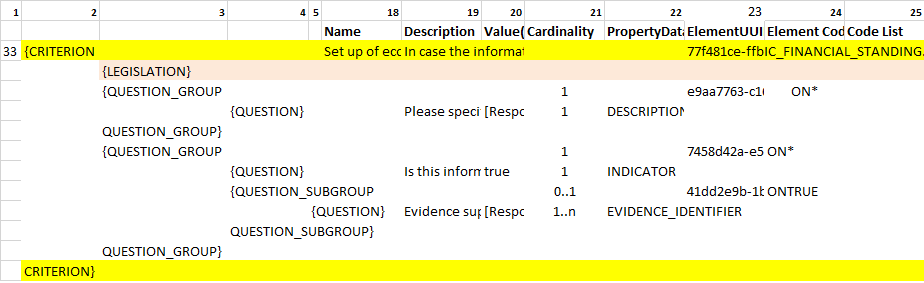 1 2 3 4 5 18 19 20 21 22 23 24 25
Name Description Value( Cardinality PropertyData ElementUUI Element Cod Code List
33 {CRITERION Set up of eco In case the informat 77f481ce-ffb IC_FINANCIAL_STANDING.
{LEGISLATION}
{QUESTION_GROUP 1 e9aa7763-c1 ON*
{QUESTION} Please speci [Respo 1 DESCRIPTION
QUESTION_GROUP}
{QUESTION_GROUP 1 7458d42a-e5 ON*
{QUESTION} Is this inform true 1 INDICATOR
{QUESTION_SUBGROUP 0..1 41dd2e9b-1b ONTRUE
{QUESTION} Evidence sup [Respo 1..n EVIDENCE_IDENTIFIER
QUESTION_SUBGROUP}
QUESTION_GROUP}
CRITERION}